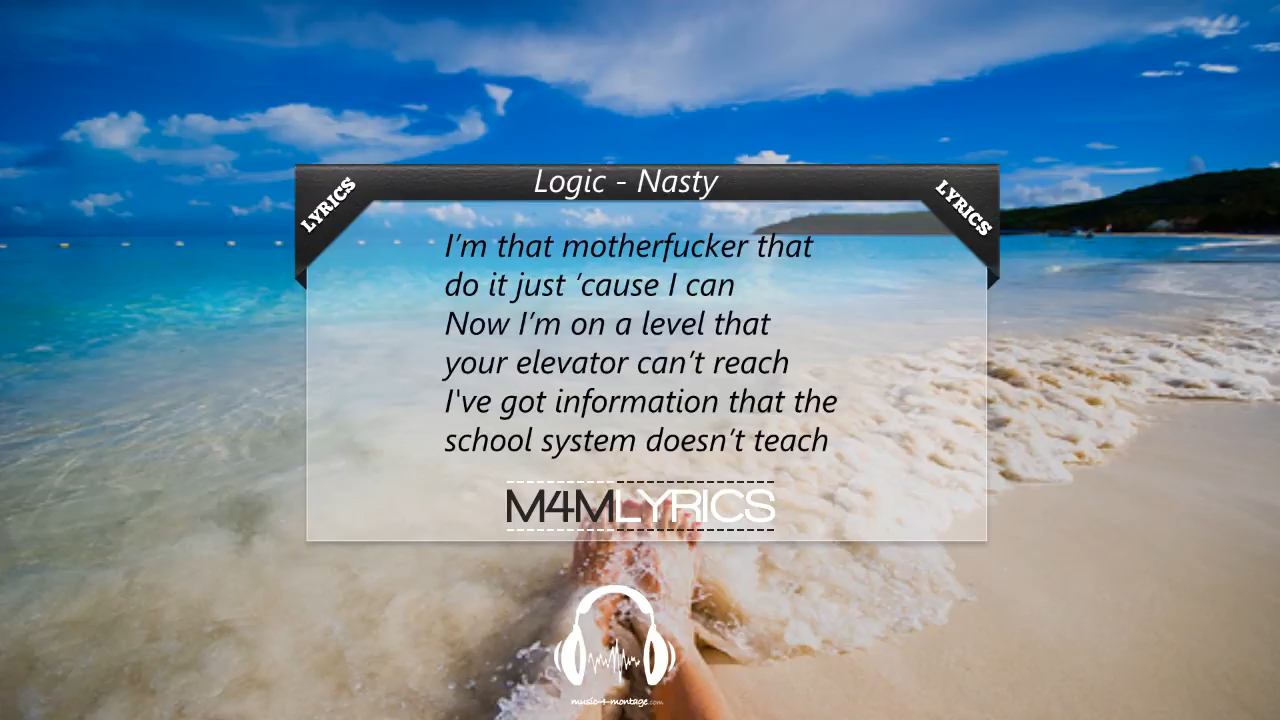 Logic - Nasty
LYRICS
LYRICS
I’m that motherfucker that
do it just ‘cause I can
Now I’m on a level that
your elevator can’t reach
I've got information that the
school system doesn’t teach
M4MLYRICS
music-4-montage.com